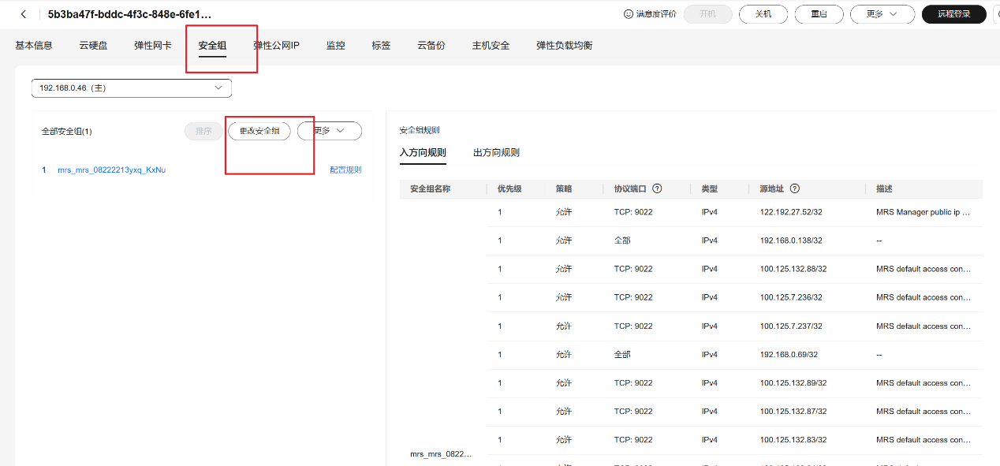 5b3ba47f-bddc-4f3c-848e-6fe1...
满意度评价 开机 关机 重启 更多 远程登录
基本信息 云硬盘 弹性网卡 安全组 弹性公网IP 监控 标签 云备份 主机安全 弹性负载均衡
192.168.0.46（主）
全部安全组(1) 排序 更改安全组 更多
1 mrs_mrs_08222213yxq_KxNu 配置规则
安全组规则
入方向规则 出方向规则
安全组名称 优先级 策略 协议端口 ? 类型 源地址 ? 描述
1 允许 TCP: 9022 IPv4 122.192.27.52/32 MRS Manager public ip ...
1 允许 全部 IPv4 192.168.0.138/32 --
1 允许 TCP: 9022 IPv4 100.125.132.88/32 MRS default access con...
1 允许 TCP: 9022 IPv4 100.125.7.236/32 MRS default access con...
1 允许 TCP: 9022 IPv4 100.125.7.237/32 MRS default access con...
1 允许 全部 IPv4 192.168.0.69/32 --
1 允许 TCP: 9022 IPv4 100.125.132.89/32 MRS default access con...
1 允许 TCP: 9022 IPv4 100.125.132.87/32 MRS default access con...
1 允许 TCP: 9022 IPv4 100.125.132.83/32 MRS default access con...
mrs_mrs_0822...